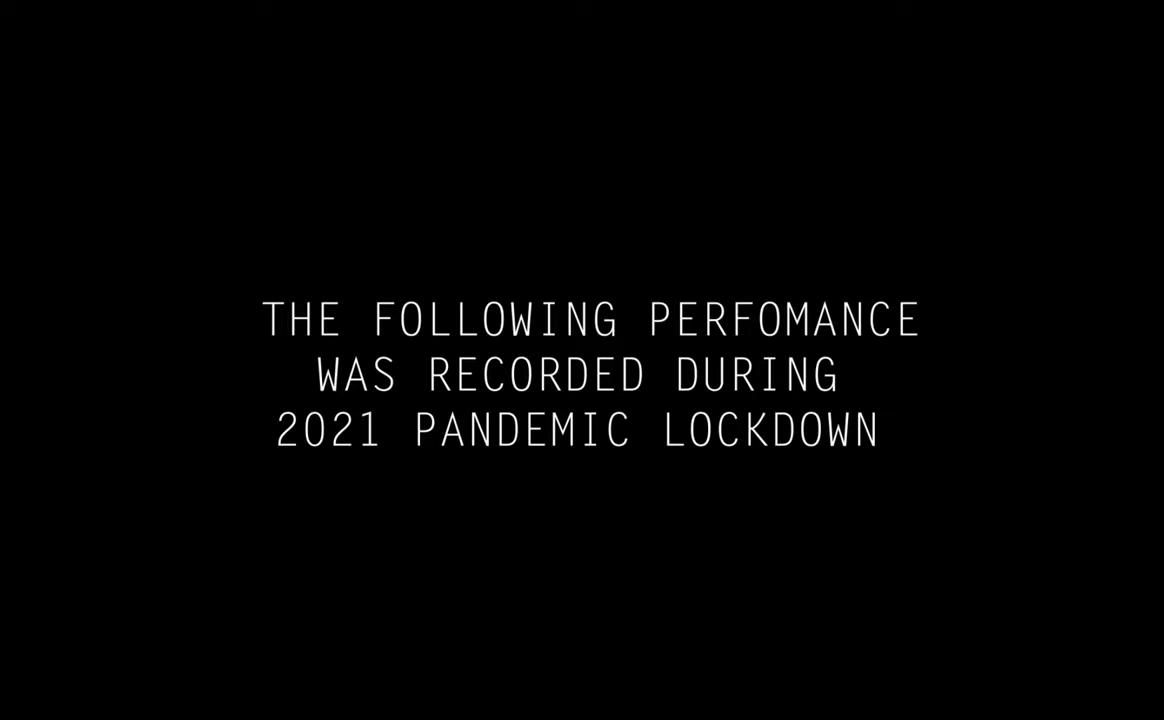 THE FOLLOWING PERFOMANCE
WAS RECORDED DURING
2021 PANDEMIC LOCKDOWN